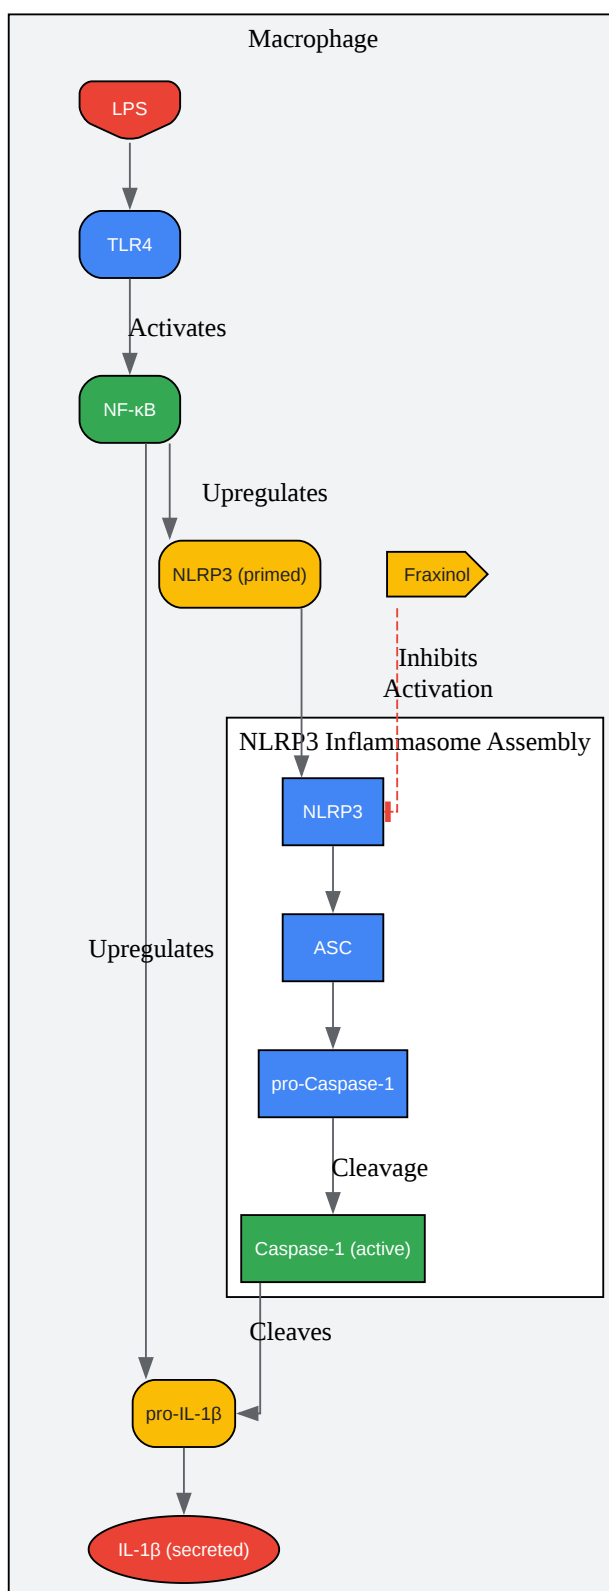 Macrophage
LPS
TLR4
Activates
NF-κB
Upregulates
NLRP3 (primed)
Fraxinol
Inhibits
Activation
NLRP3 Inflammasome Assembly
NLRP3
ASC
Upregulates
pro-Caspase-1
Cleavage
Caspase-1 (active)
Cleaves
pro-IL-1β
IL-1β (secreted)